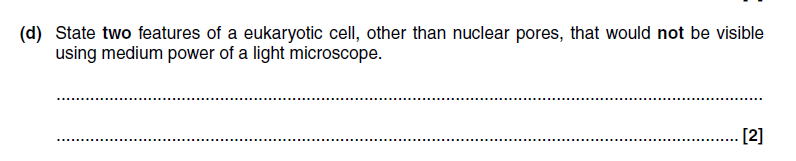 (d) State two features of a eukaryotic cell, other than nuclear pores, that would not be visible
using medium power of a light microscope.
[2]